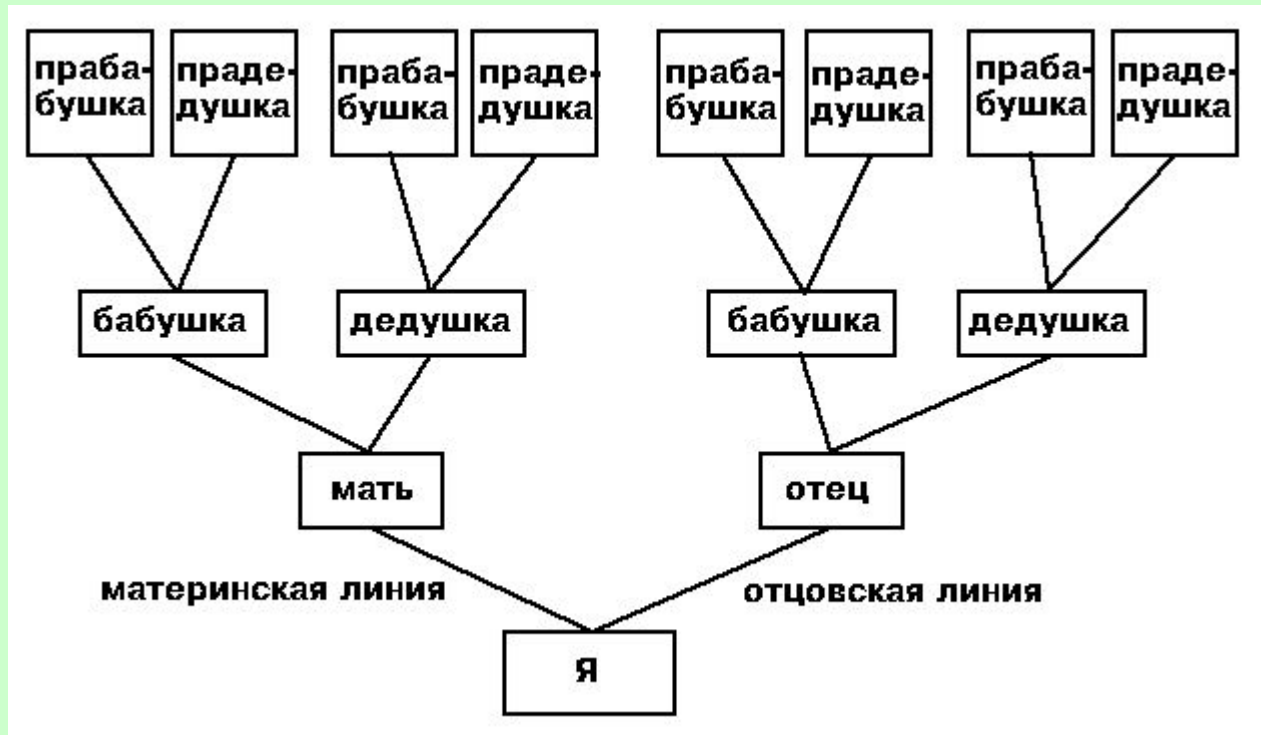 праба-
бушка
праде-
душка
праба-
бушка
праде-
душка
праба-
бушка
праде-
душка
праба-
бушка
праде-
душка
бабушка
дедушка
бабушка
дедушка
мать
отец
материнская линия
отцовская линия
я